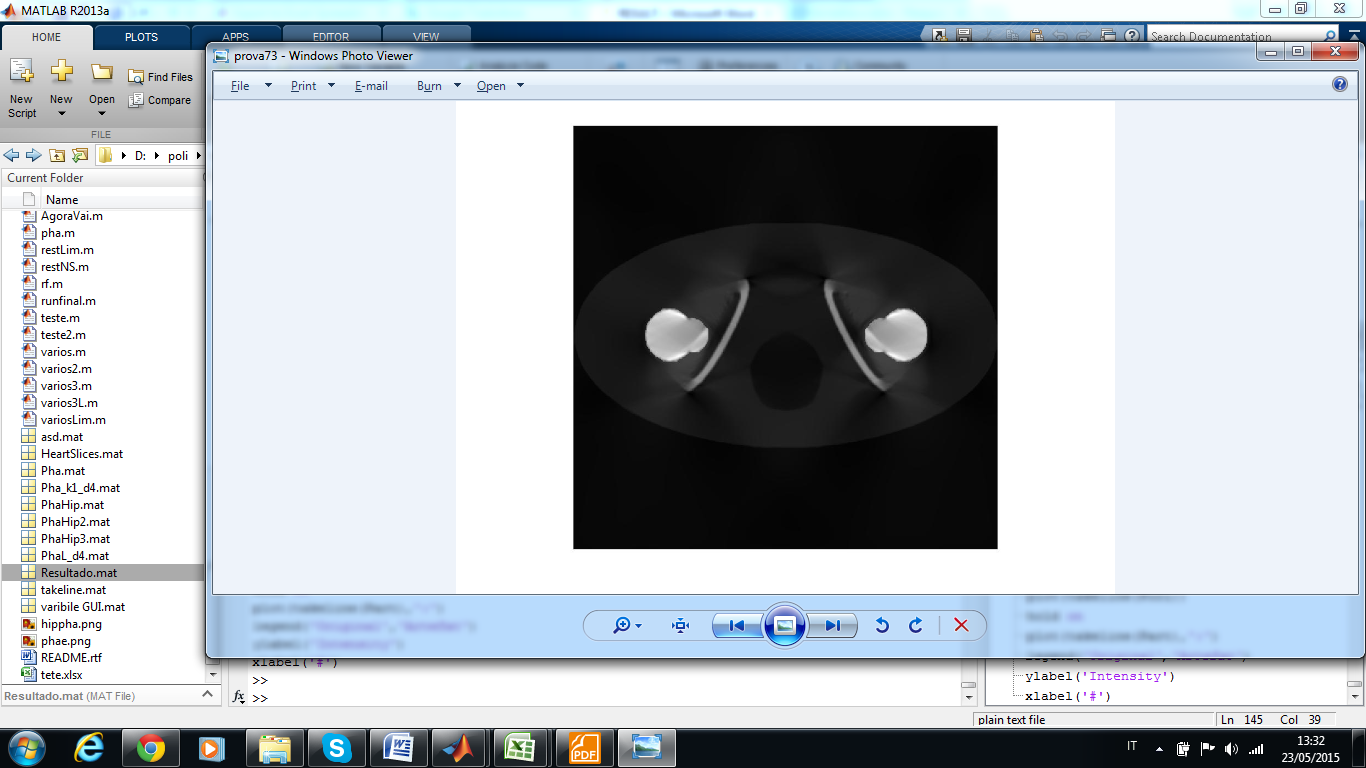 MATLAB R2013a
HOME
PLOTS
APPS
EDITOR
VIEW
Search Documentation
prova73 - Windows Photo Viewer
File
Print
E-mail
Burn
Open
New Script
New
Open
Find Files
Compare
FILE
D:
poli
Current Folder
Name
AgoraVai.m
pha.m
restLim.m
restNS.m
rf.m
runfinal.m
teste.m
teste2.m
varios.m
varios2.m
varios3.m
varios3L.m
variosLim.m
asd.mat
HeartSlices.mat
Pha.mat
Pha_k1_d4.mat
PhaHip.mat
PhaHip2.mat
PhaHip3.mat
PhaL_d4.mat
Resultado.mat
takeline.mat
varibile GUI.mat
hippha.png
phae.png
README.rtf
tete.xlsx
Resultado.mat (MAT File)
xlabel('#')
>>
fx >>
ylabel('Intensity')
xlabel('#')
plain text file
Ln 145 Col 39
PDF
IT
13:32
23/05/2015